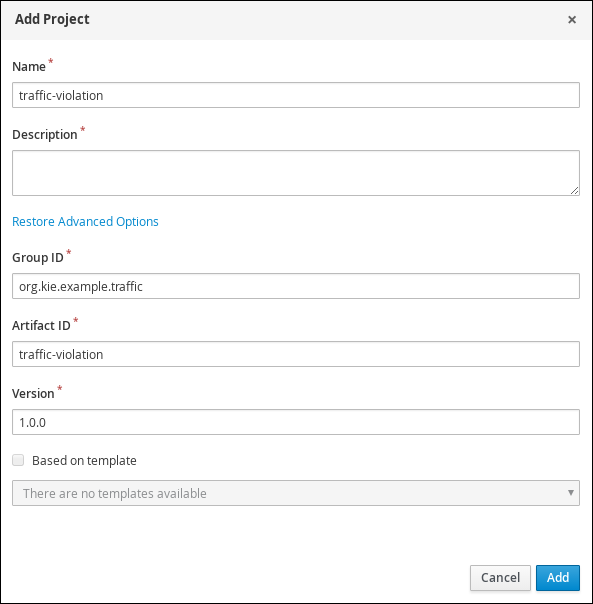 Add Project ×
Name *
traffic-violation
Description *
Restore Advanced Options
Group ID *
org.kie.example.traffic
Artifact ID *
traffic-violation
Version *
1.0.0
Based on template
There are no templates available
Cancel Add